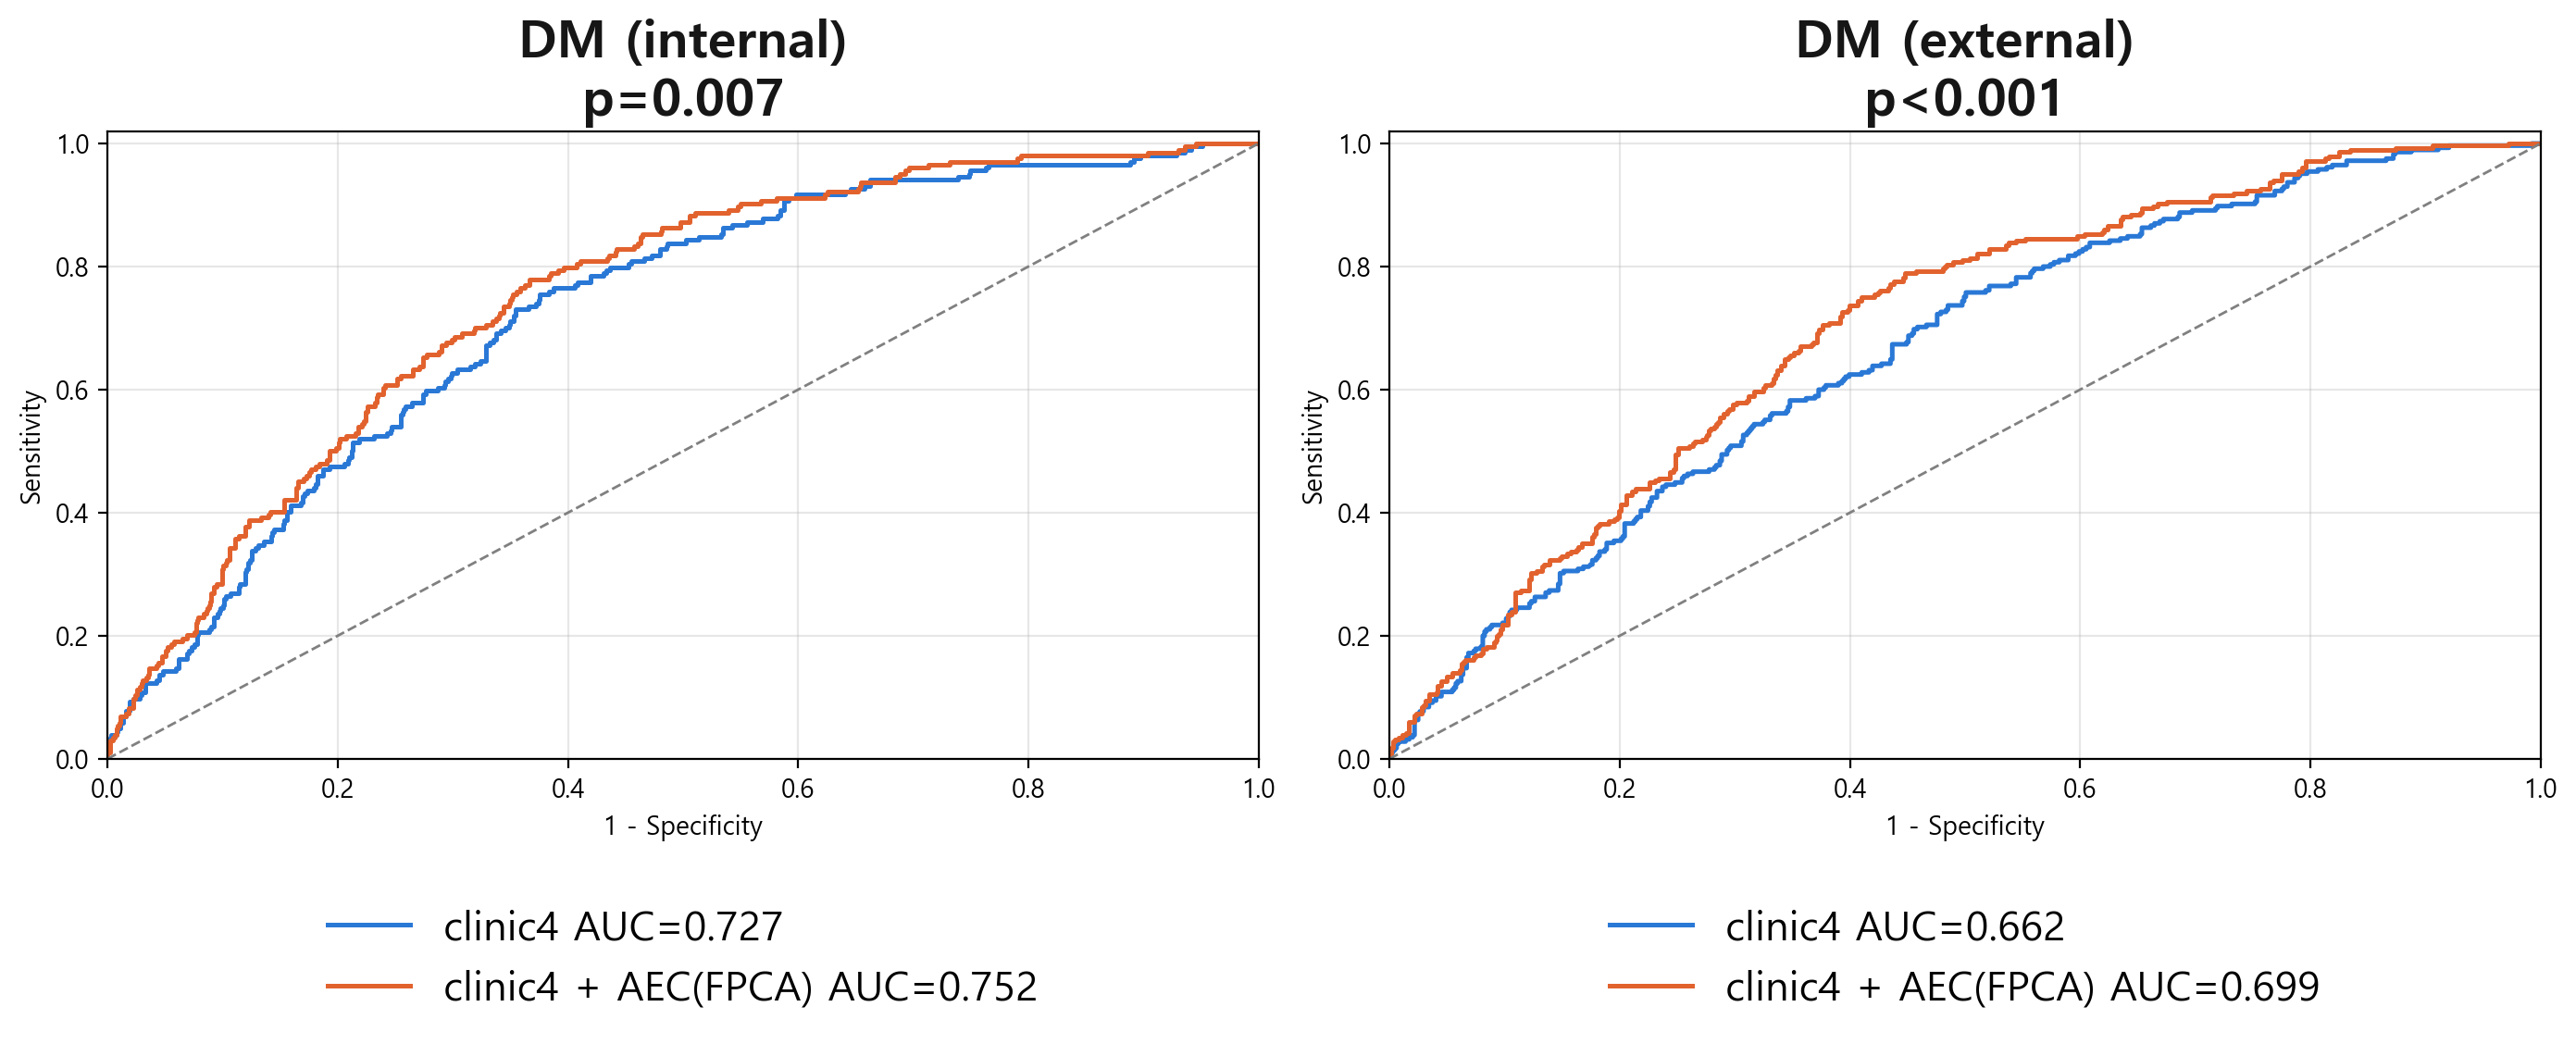 DM (internal)
p=0.007
1.0
0.8
0.6
0.4
0.2
0.0
Sensitivity
0.0 0.2 0.4 0.6 0.8 1.0
1 - Specificity
clinic4 AUC=0.727
clinic4 + AEC(FPCA) AUC=0.752
DM (external)
p<0.001
1.0
0.8
0.6
0.4
0.2
0.0
Sensitivity
0.0 0.2 0.4 0.6 0.8 1.0
1 - Specificity
clinic4 AUC=0.662
clinic4 + AEC(FPCA) AUC=0.699